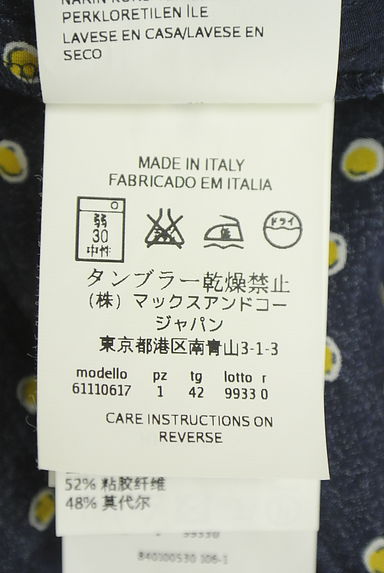 PERKLORETILEN İLE
LAVESE EN CASA/LAVESE EN
SECO
MADE IN ITALY
FABRICADO EM ITALIA
弱
30
中性
ドライ
タンブラー乾燥禁止
(株) マックスアンドコー
ジャパン
東京都港区南青山3-1-3
modello pz tg lotto r
61110617 1 42 9933 0
CARE INSTRUCTIONS ON
REVERSE
52% 粘胶纤维
48% 莫代尔
840100530 106-1